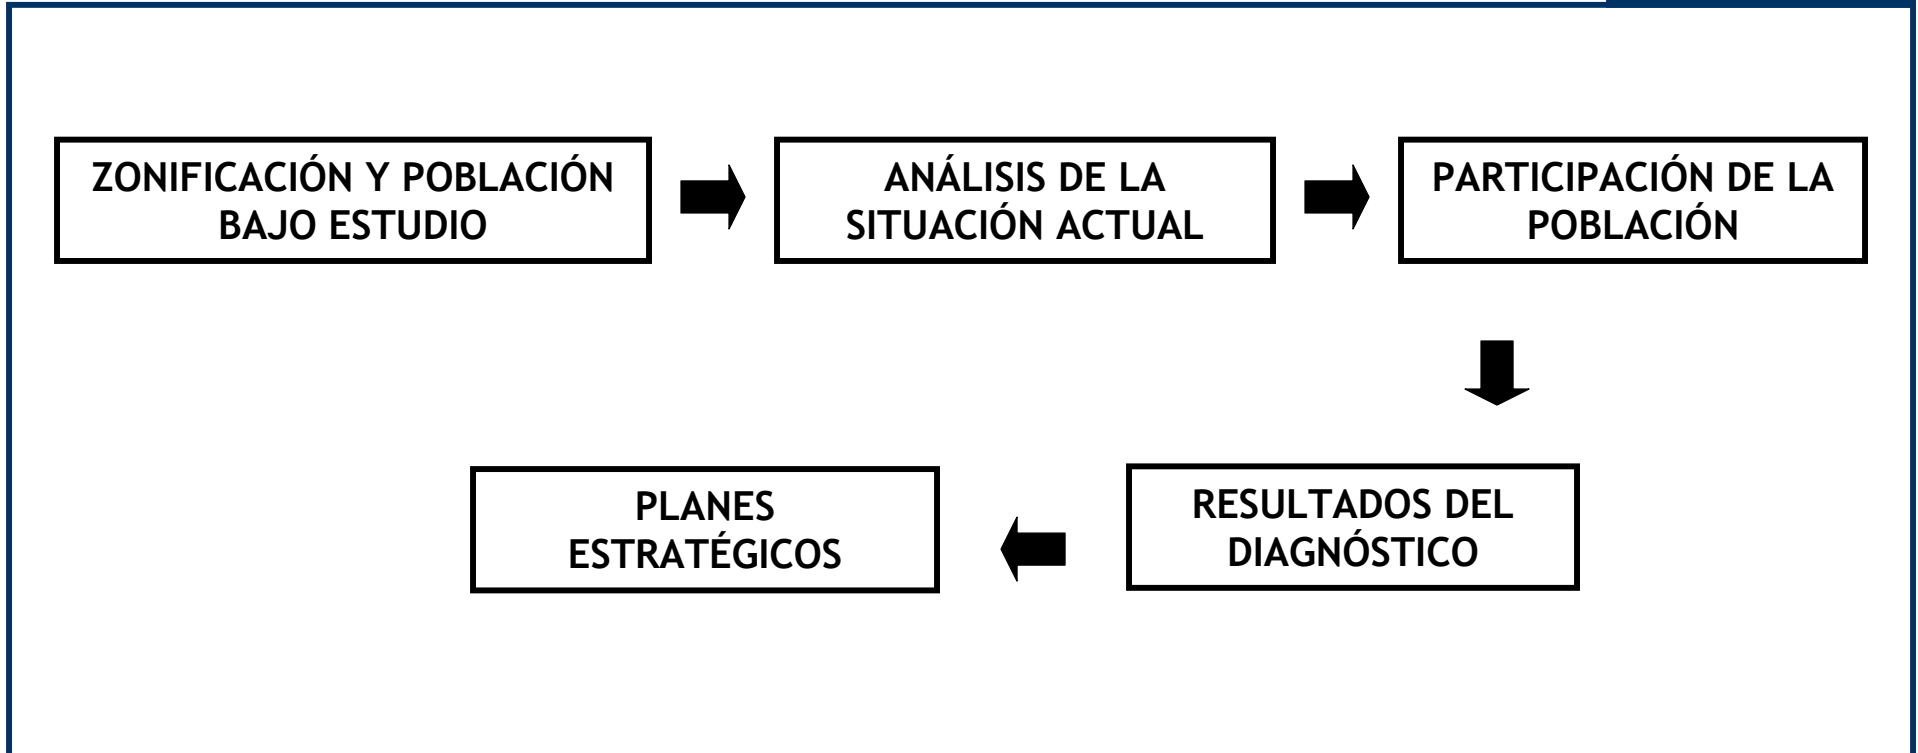 ZONIFICACIÓN Y POBLACIÓN
BAJO ESTUDIO
ANÁLISIS DE LA
SITUACIÓN ACTUAL
PARTICIPACIÓN DE LA
POBLACIÓN
RESULTADOS DEL
DIAGNÓSTICO
PLANES
ESTRATÉGICOS